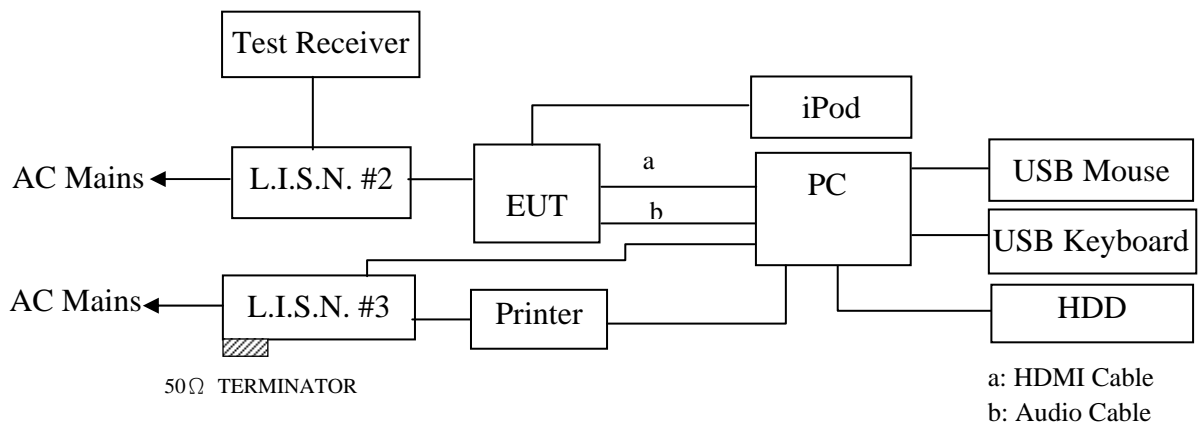 Test Receiver
iPod
AC Mains
L.I.S.N. #2
EUT
a
b
PC
USB Mouse
USB Keyboard
AC Mains
L.I.S.N. #3
Printer
HDD
50Ω TERMINATOR
a: HDMI Cable
b: Audio Cable